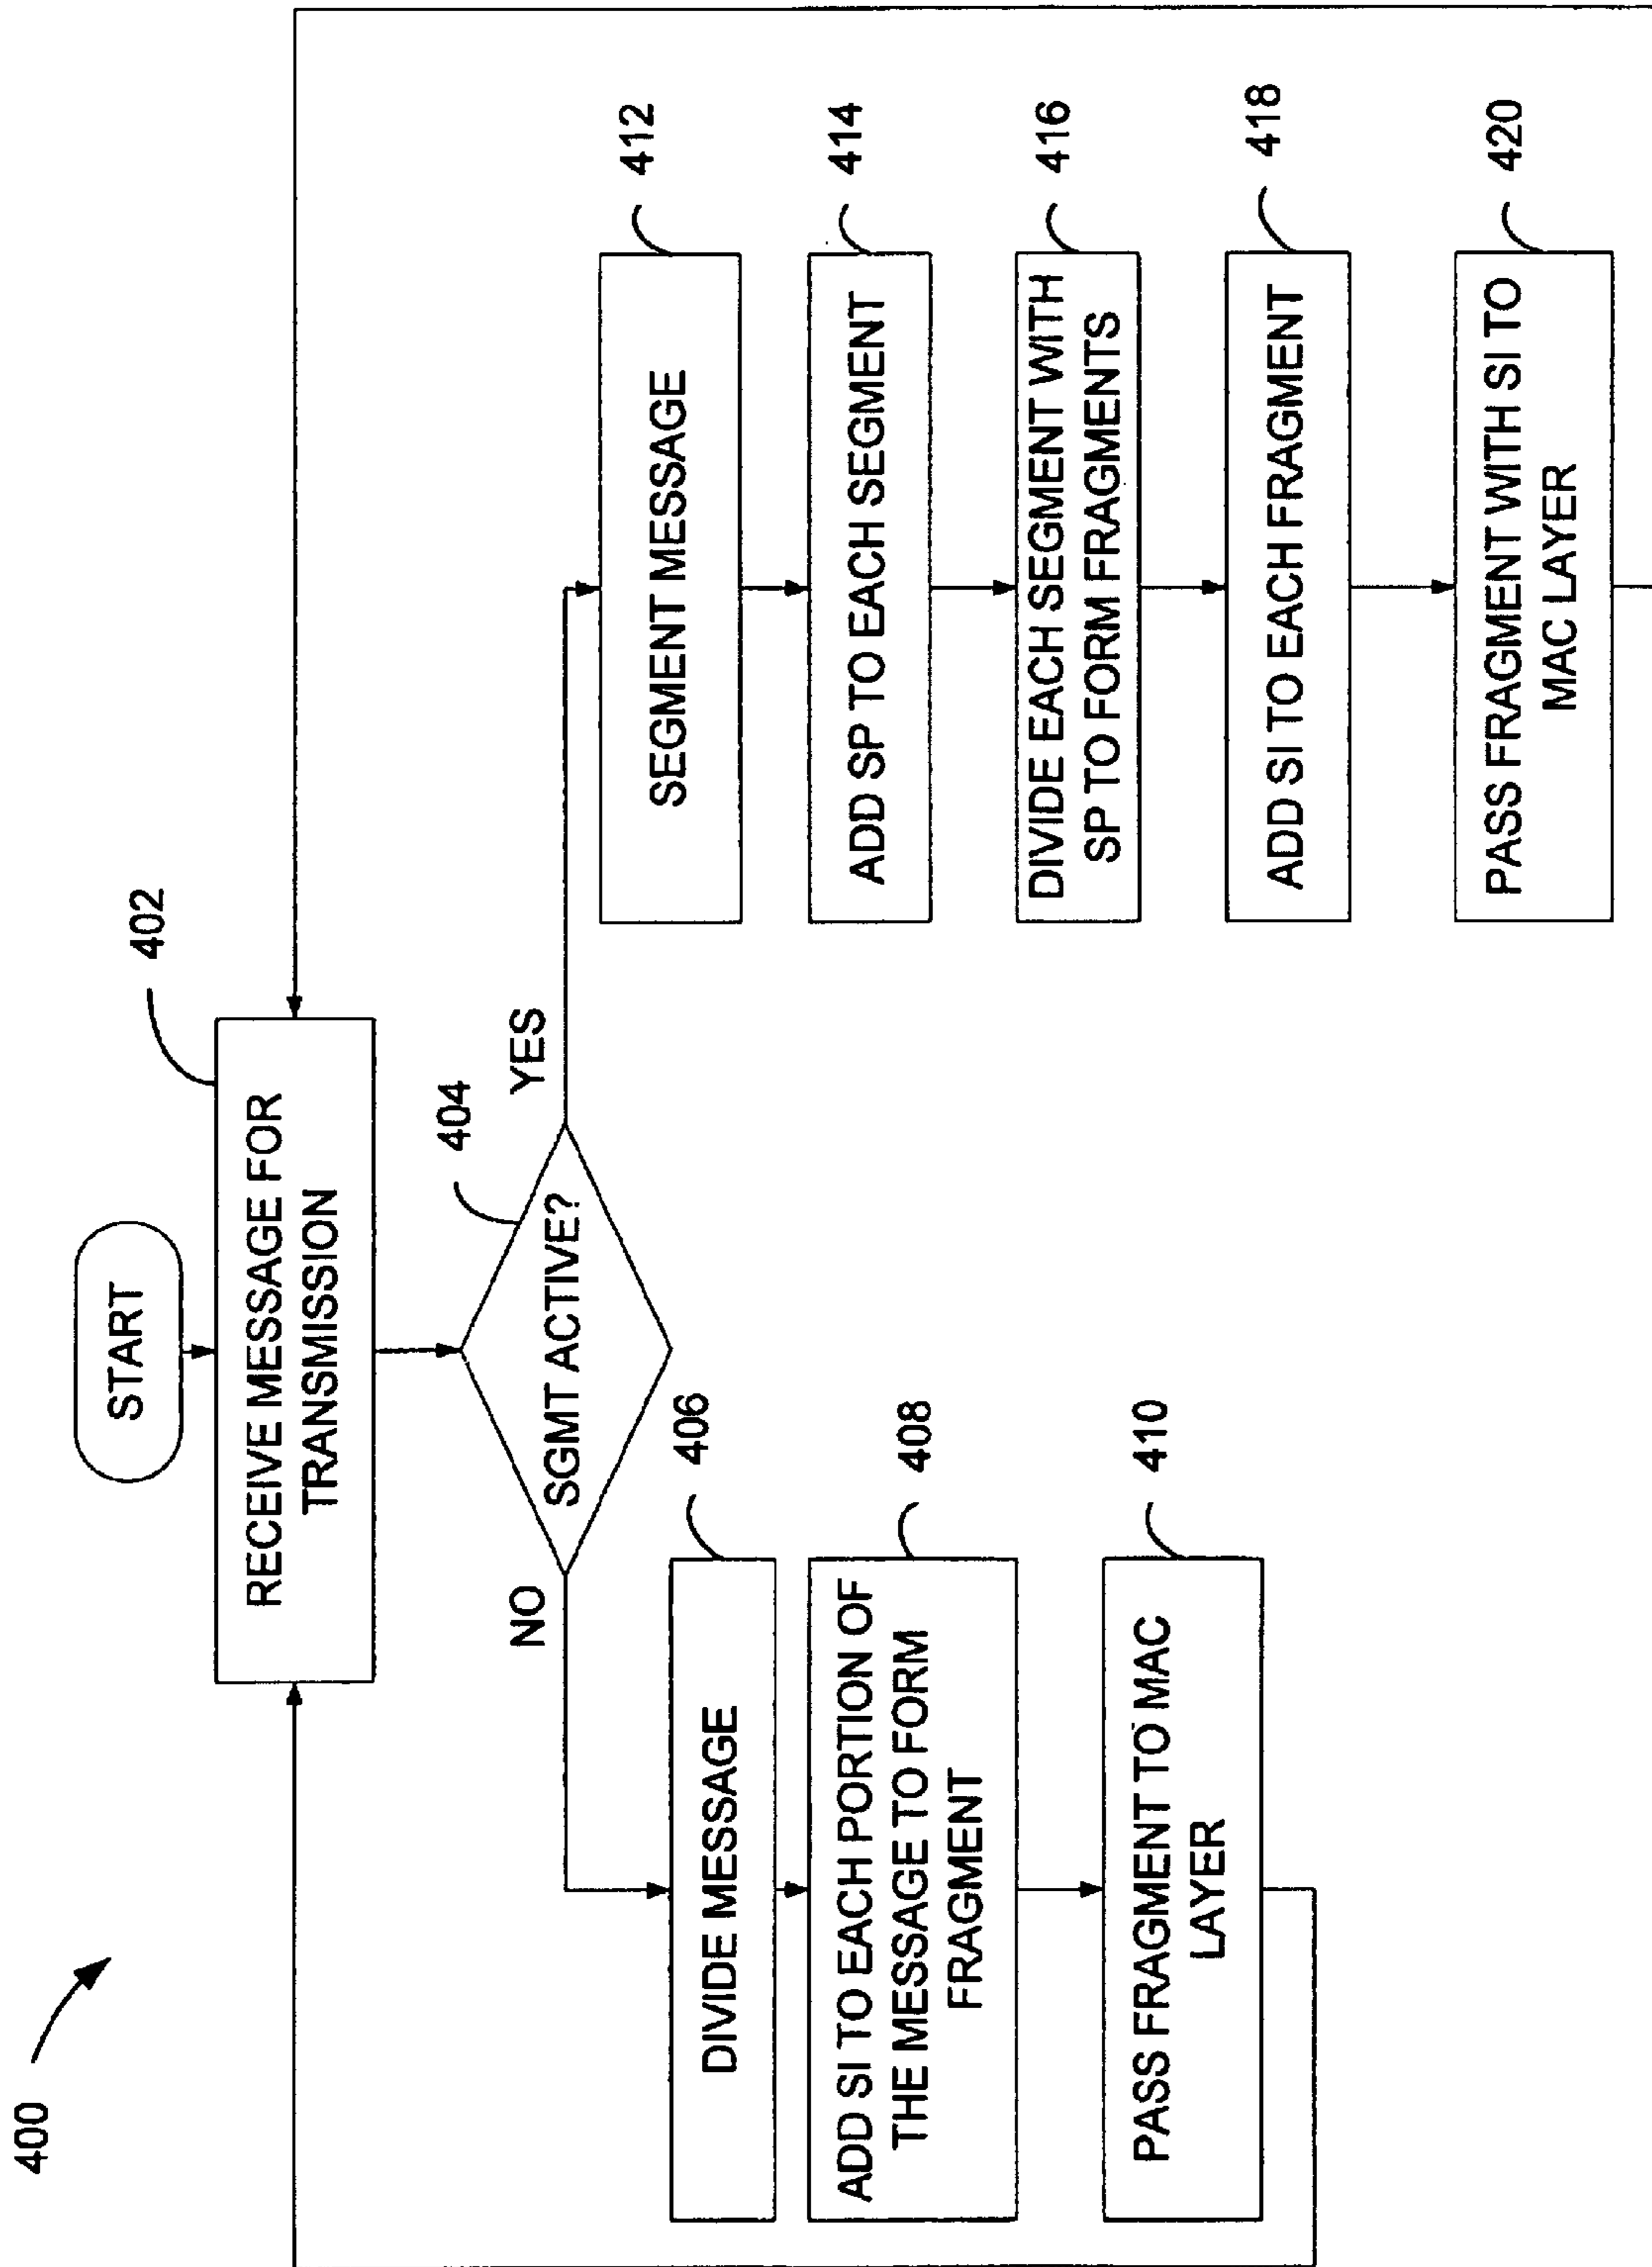 400
START
402
RECEIVE MESSAGE FOR
TRANSMISSION
404
SGMT ACTIVE?
NO
YES
406
DIVIDE MESSAGE
408
ADD SI TO EACH PORTION OF
THE MESSAGE TO FORM
FRAGMENT
410
PASS FRAGMENT TO MAC
LAYER
412
SEGMENT MESSAGE
414
ADD SP TO EACH SEGMENT
416
DIVIDE EACH SEGMENT WITH
SP TO FORM FRAGMENTS
418
ADD SI TO EACH FRAGMENT
420
PASS FRAGMENT WITH SI TO
MAC LAYER